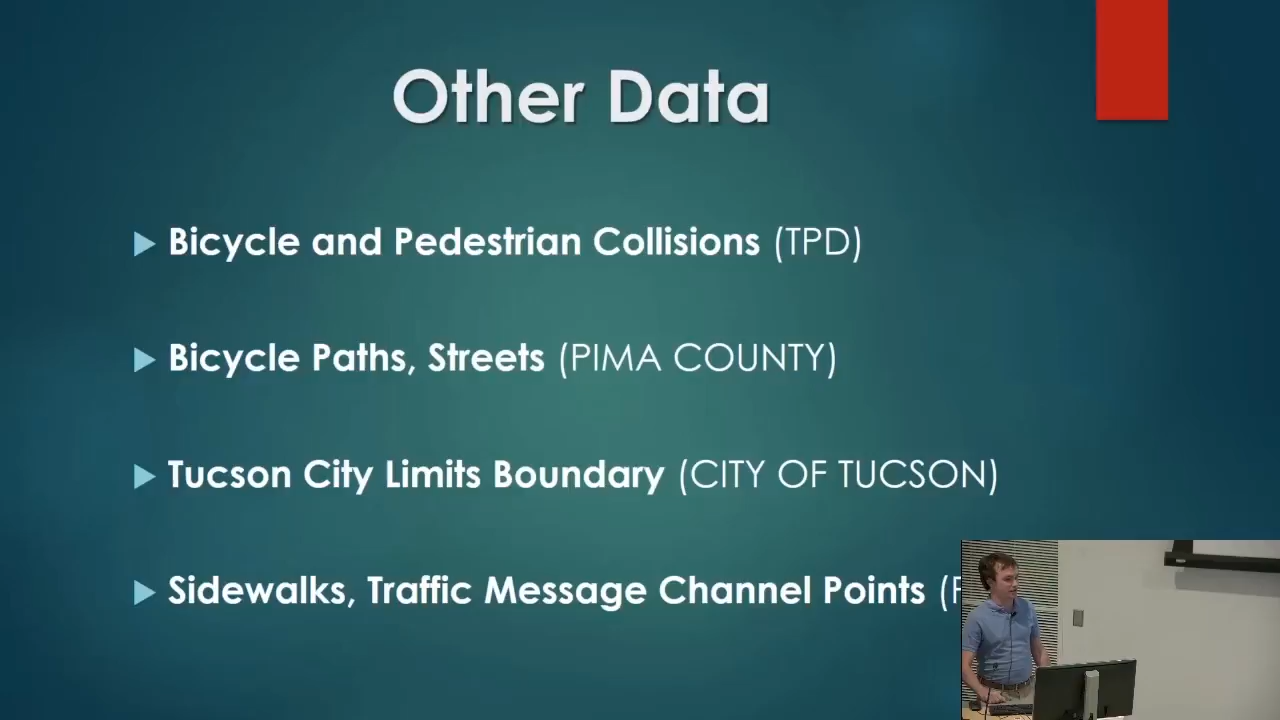 Other Data
Bicycle and Pedestrian Collisions (TPD)
Bicycle Paths, Streets (PIMA COUNTY)
Tucson City Limits Boundary (CITY OF TUCSON)
Sidewalks, Traffic Message Channel Points